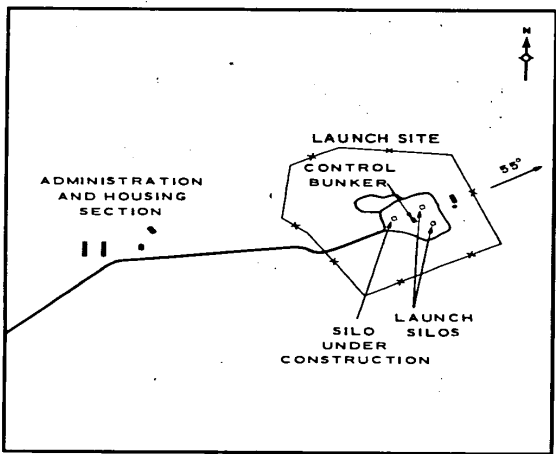 N
LAUNCH SITE
CONTROL
BUNKER
55°
ADMINISTRATION
AND HOUSING
SECTION
SILO
UNDER
CONSTRUCTION
LAUNCH
SILOS